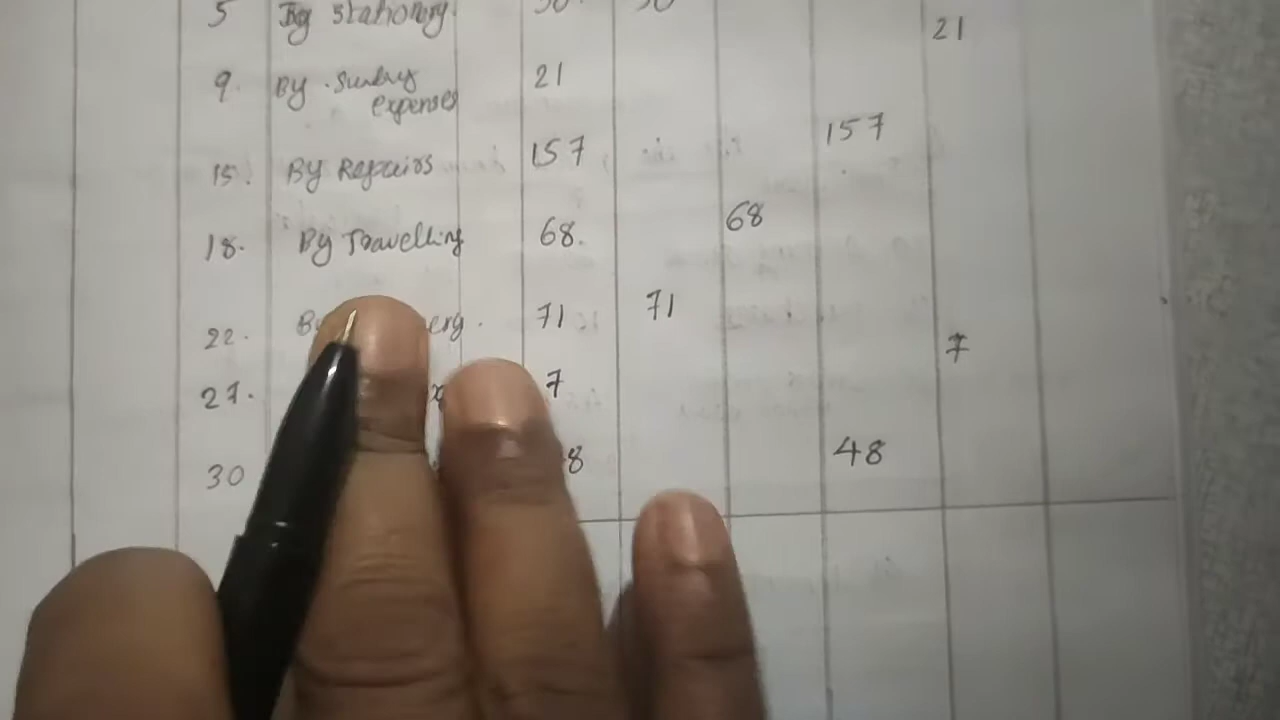 5 By Stationery
21
9. By Sundry 21
expenses
15. By Repairs 157 157
18. By Travelling 68. 68
22. 71 71
27. 7 7
30 48